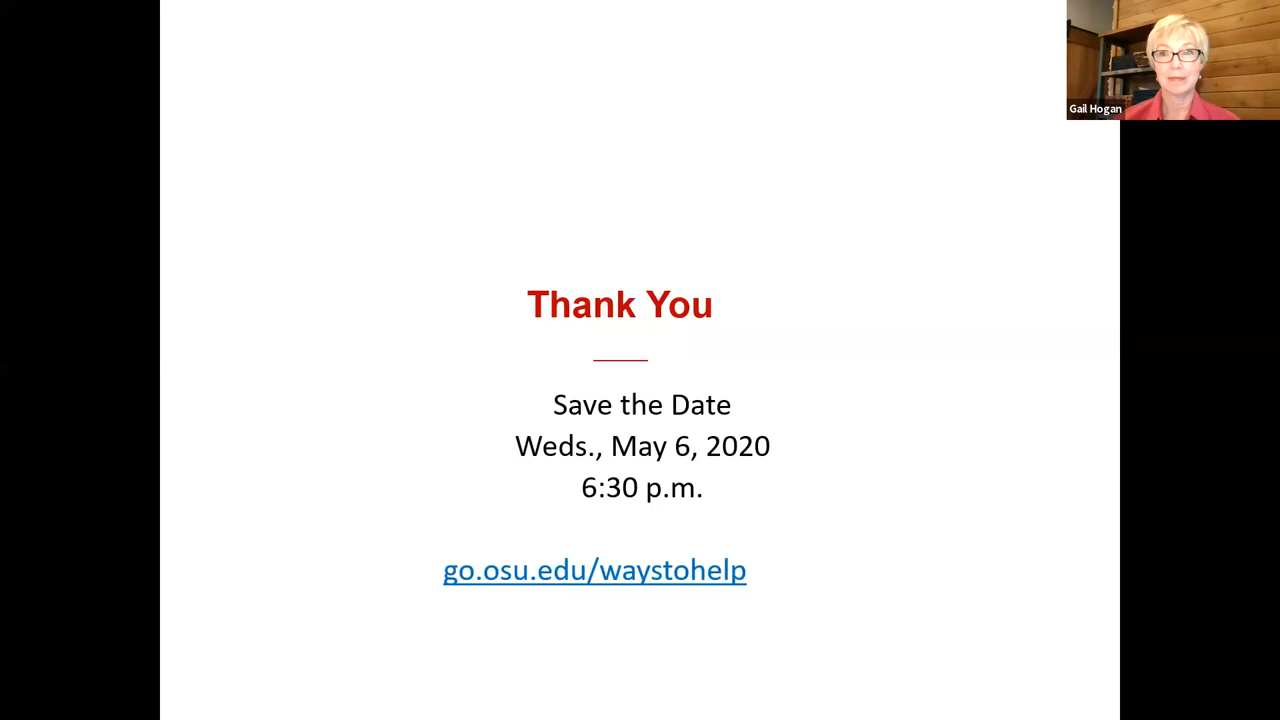 Gail Hogan
Thank You
Save the Date
Weds., May 6, 2020
6:30 p.m.
go.osu.edu/waystohelp